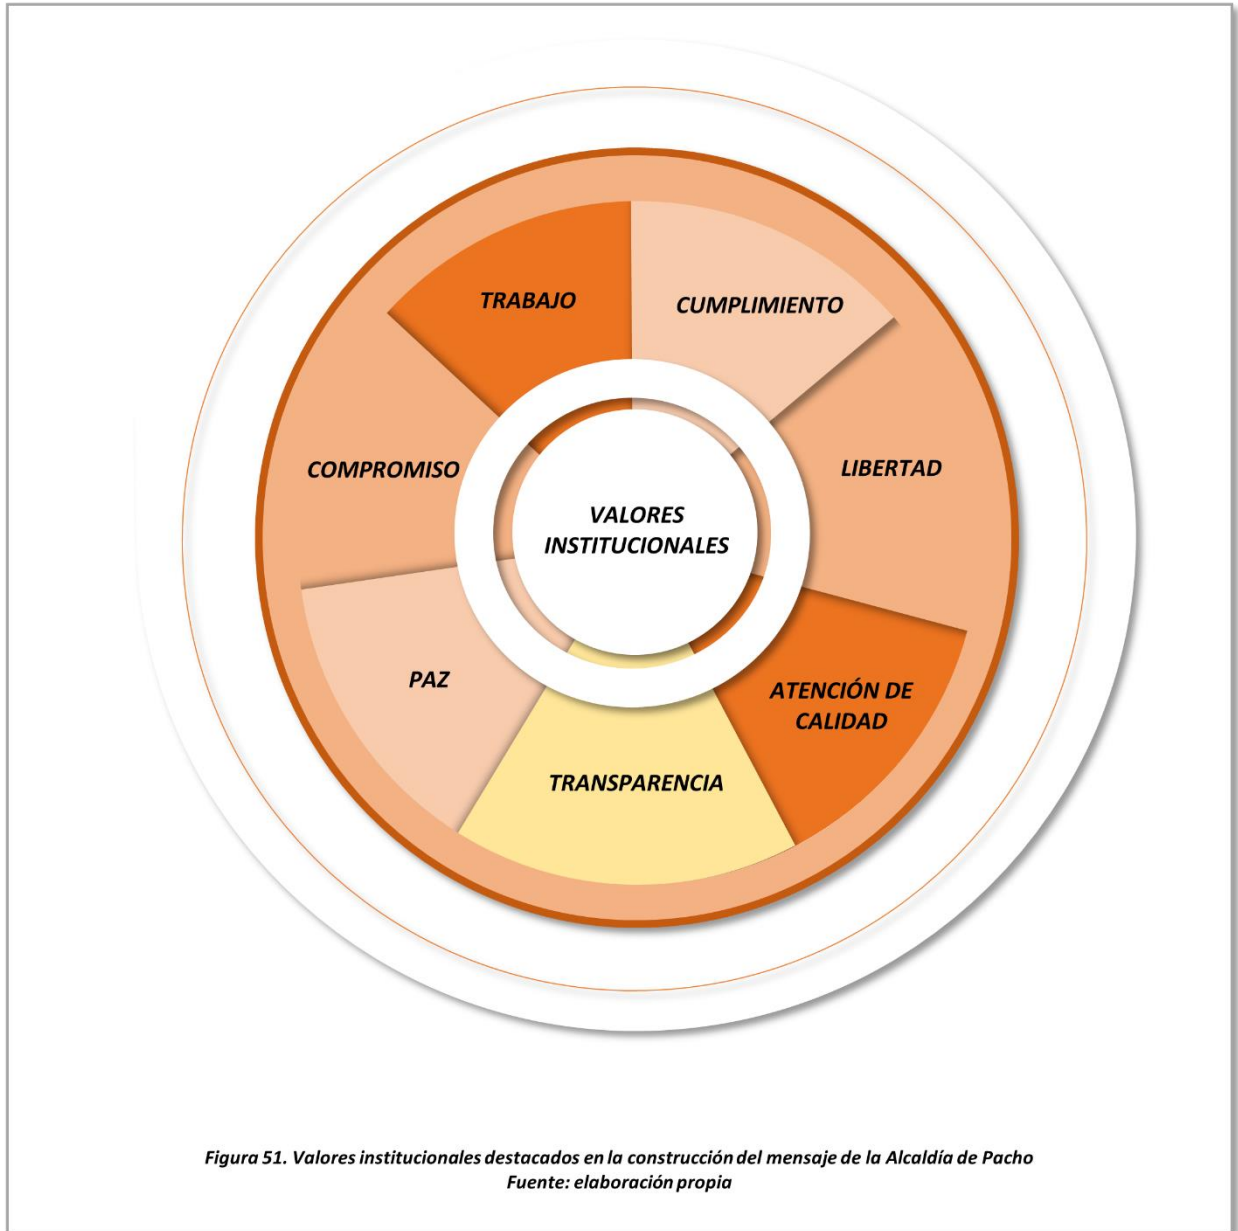 TRABAJO
CUMPLIMIENTO
COMPROMISO
LIBERTAD
VALORES
INSTITUCIONALES
PAZ
ATENCIÓN DE
CALIDAD
TRANSPARENCIA
Figura 51. Valores institucionales destacados en la construcción del mensaje de la Alcaldía de Pacho
Fuente: elaboración propia